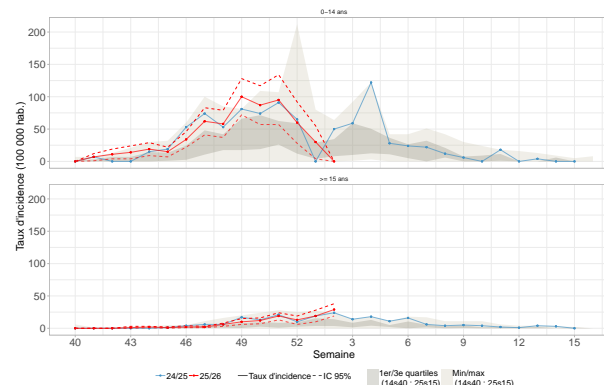 0−14 ans
200
150
100
50
0
>= 15 ans
200
150
100
50
0
Taux d'incidence (100 000 hab.)
40 43 46 49 52 3 6 9 12 15
Semaine
24/25 25/26 Taux d'incidence IC 95% 1er/3e quartiles Min/max
(14s40 : 25s15) (14s40 : 25s15)